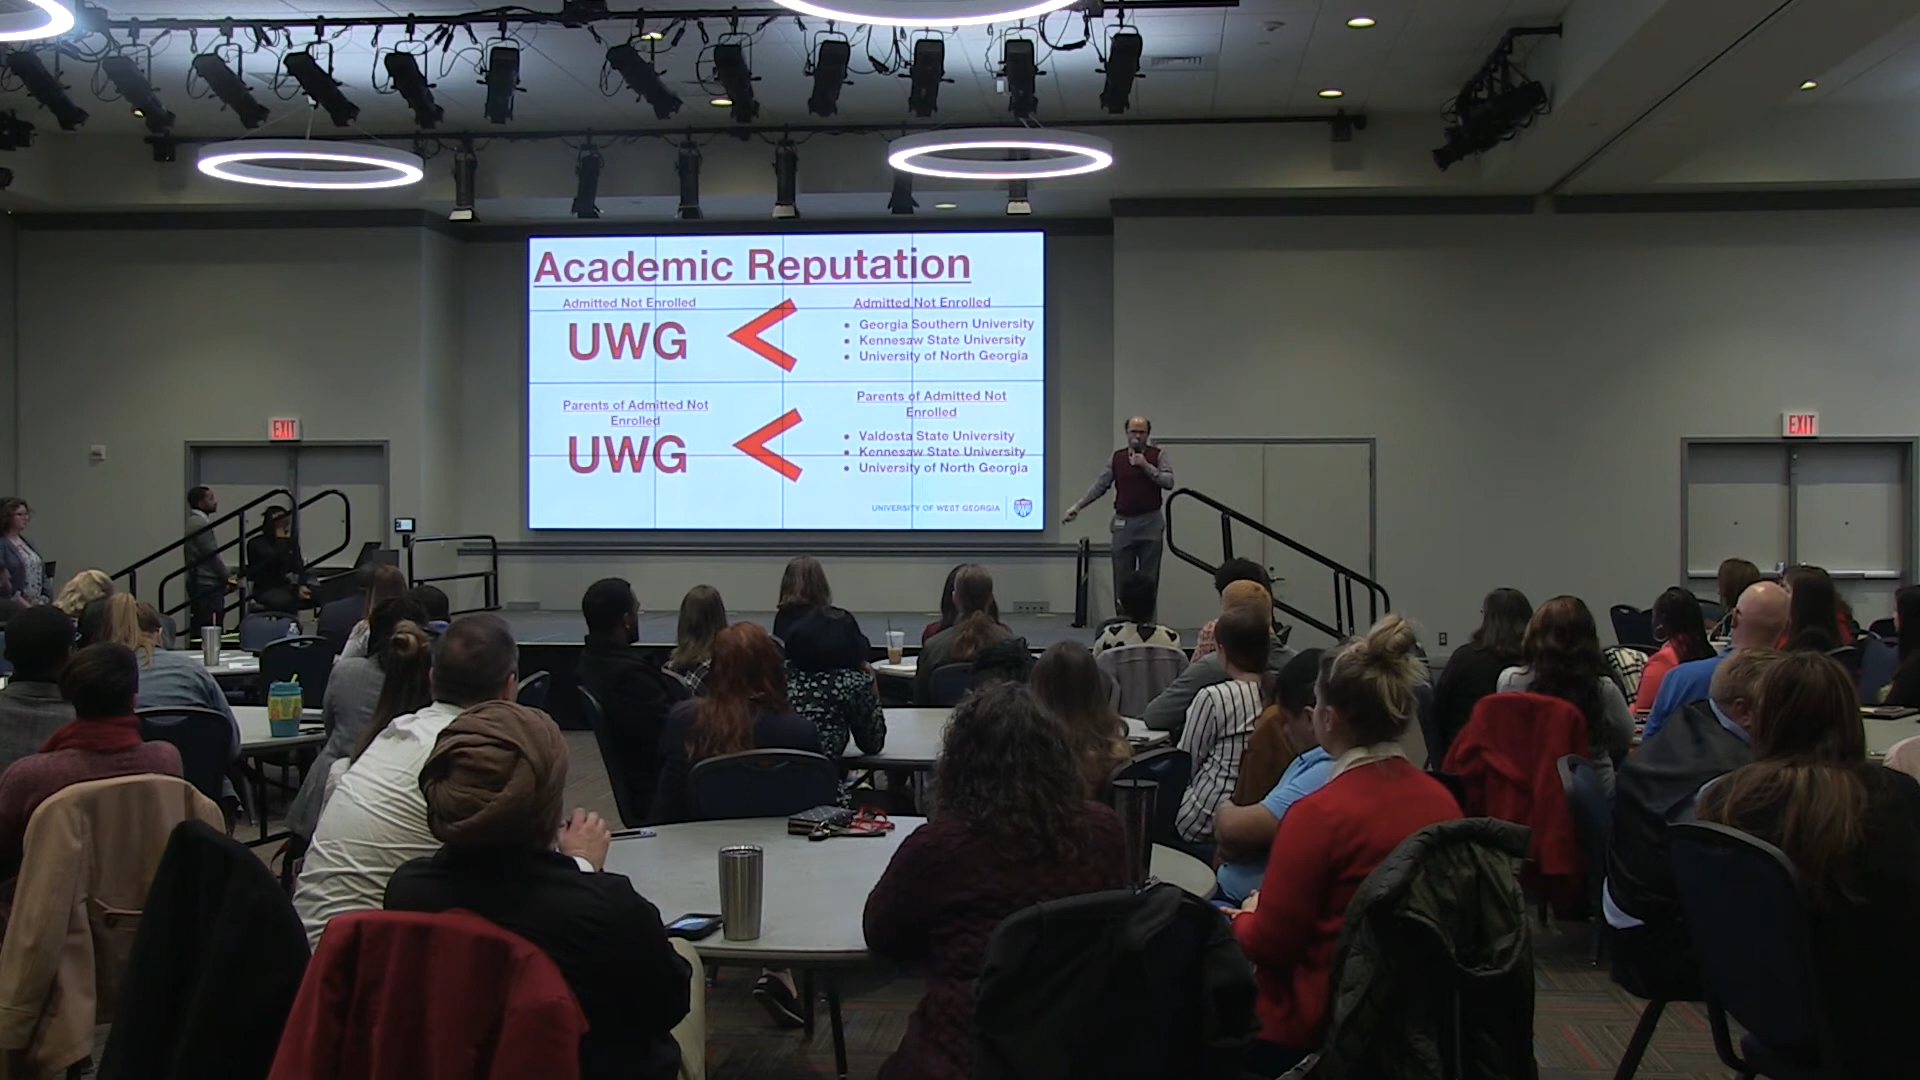 Academic Reputation
Admitted Not Enrolled
UWG
<
Admitted Not Enrolled
• Georgia Southern University
• Kennesaw State University
• University of North Georgia
Parents of Admitted Not
Enrolled
UWG
<
Parents of Admitted Not
Enrolled
• Valdosta State University
• Kennesaw State University
• University of North Georgia
UNIVERSITY OF WEST GEORGIA
EXIT
EXIT